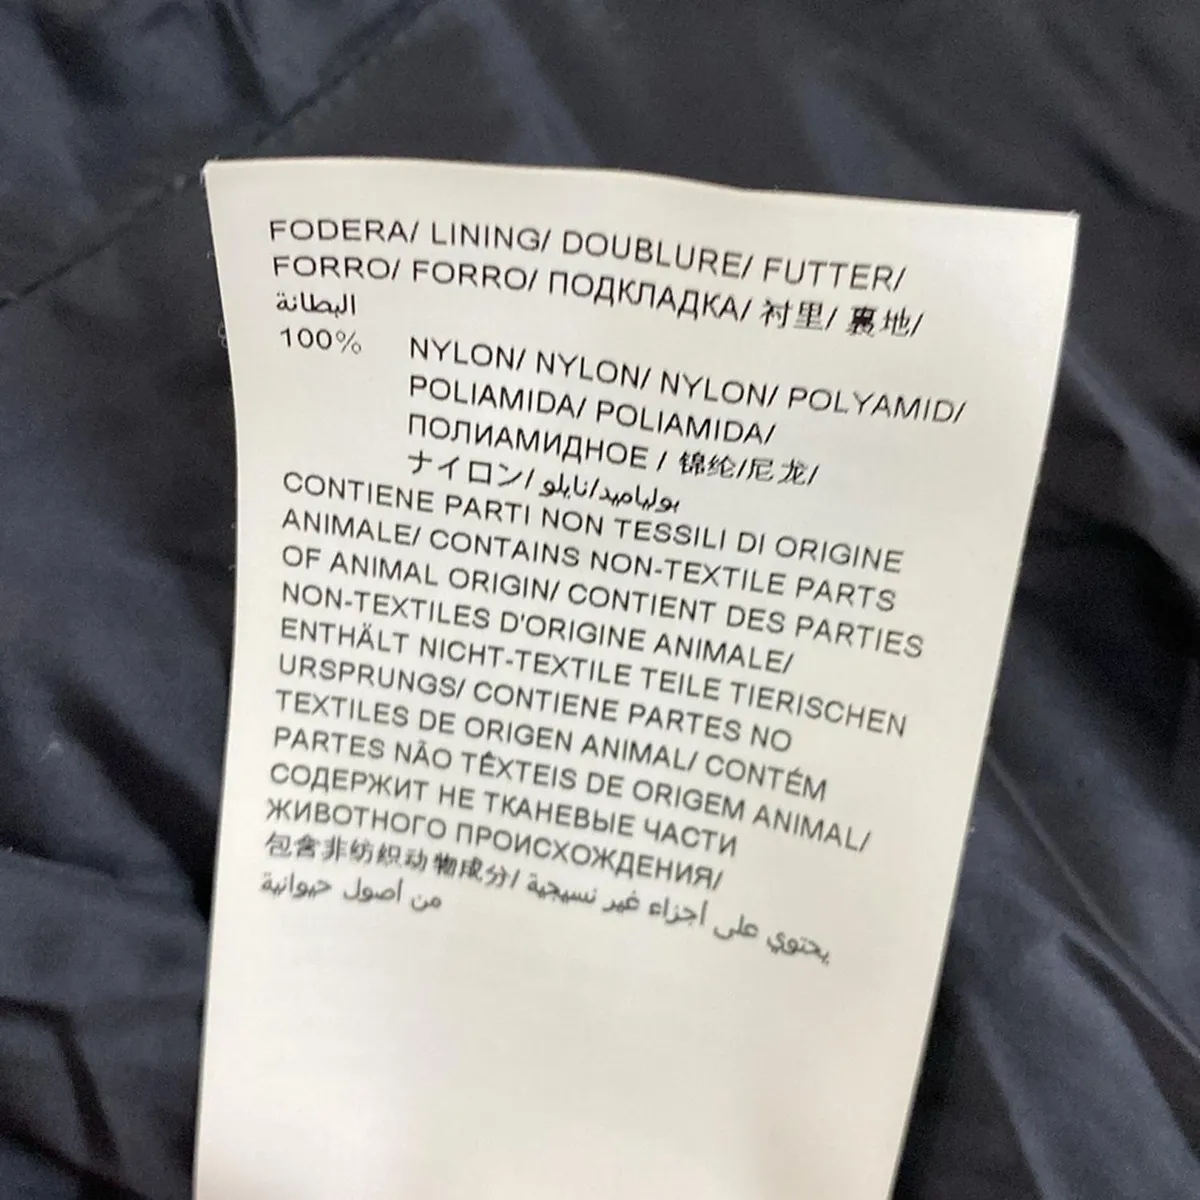 FODERA/ LINING/ DOUBLURE/ FUTTER/
FORRO/ FORRO/ ПОДКЛАДКА/ 衬里/ 裏地/
البطانة
100% NYLON/ NYLON/ NYLON/ POLYAMID/
POLIAMIDA/ POLIAMIDA/
ПОЛИАМИДНОЕ / 锦纶/尼龙/
ナイロン/ بولياميد/نايلو
CONTIENE PARTI NON TESSILI DI ORIGINE
ANIMALE/ CONTAINS NON-TEXTILE PARTS
OF ANIMAL ORIGIN/ CONTIENT DES PARTIES
NON-TEXTILES D'ORIGINE ANIMALE/
ENTHÄLT NICHT-TEXTILE TEILE TIERISCHEN
URSPRUNGS/ CONTIENE PARTES NO
TEXTILES DE ORIGEN ANIMAL/ CONTÉM
PARTES NÃO TÊXTEIS DE ORIGEM ANIMAL/
СОДЕРЖИТ НЕ ТКАНЕВЫЕ ЧАСТИ
ЖИВОТНОГО ПРОИСХОЖДЕНИЯ/
包含非纺织动物成分/ يحتوي على أجزاء غير نسيجية
من أصول حيوانية